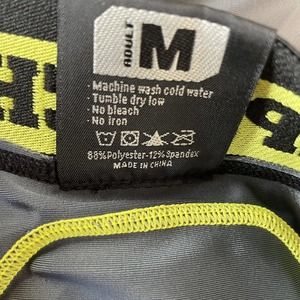 ADULT
M
- Machine wash cold water
- Tumble dry low
- No bleach
- No iron
88%Polyester-12%Spandex
MADE IN CHINA